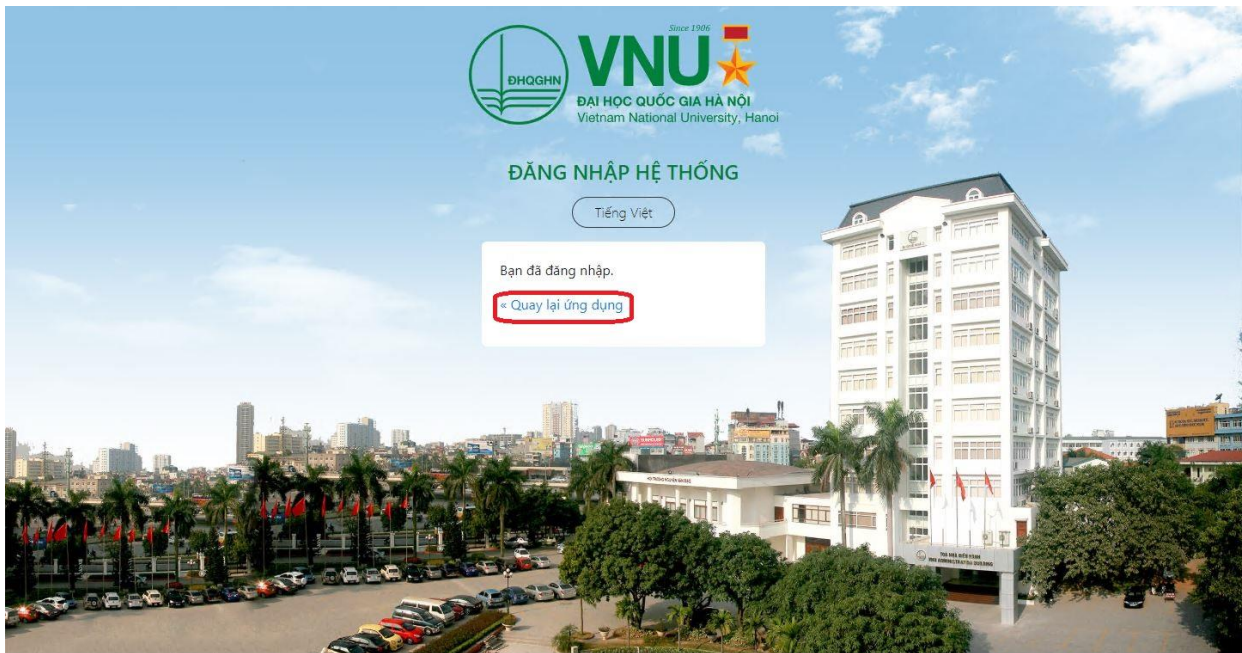 Since 1906
ĐHQGHN
VNU
ĐẠI HỌC QUỐC GIA HÀ NỘI
Vietnam National University, Hanoi
ĐĂNG NHẬP HỆ THỐNG
Tiếng Việt
Bạn đã đăng nhập.
« Quay lại ứng dụng